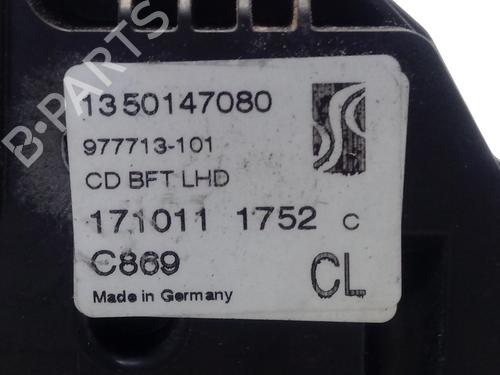 1350147080
977713-101
CD BFT LHD
171011 1752 C
C869
CL
Made in Germany
B-PARTS